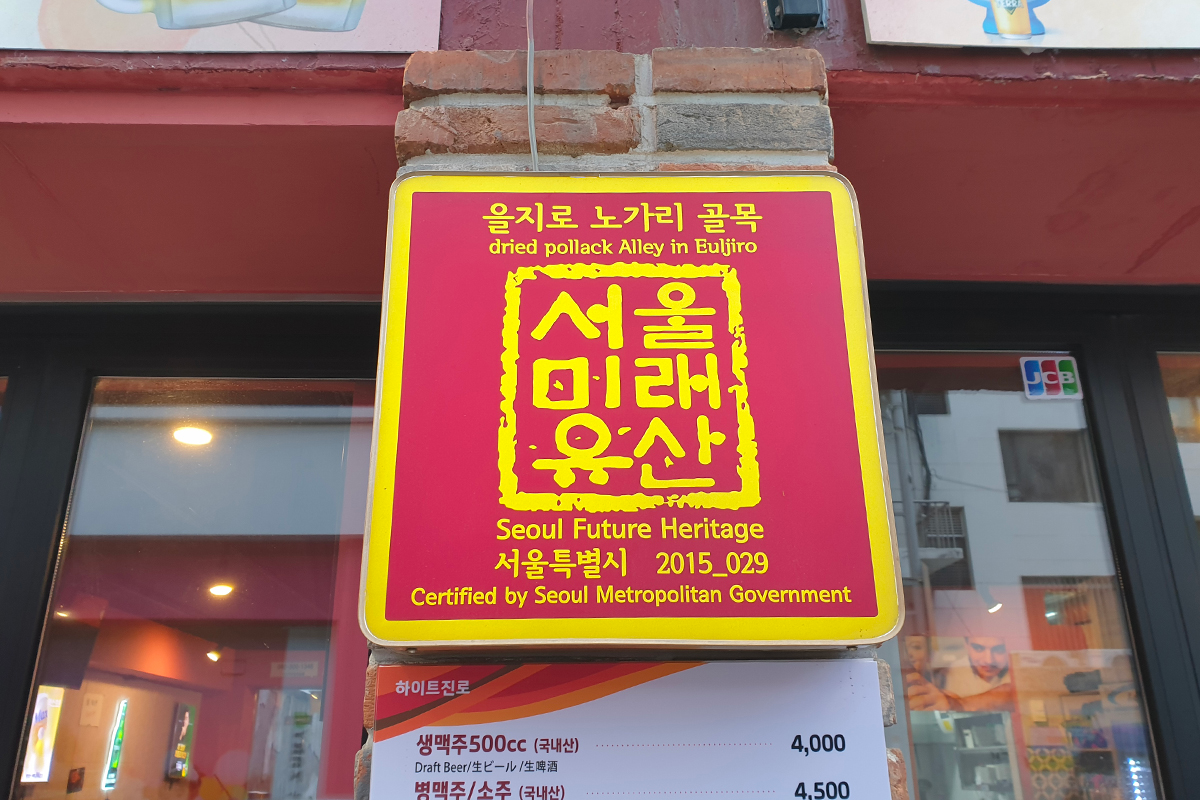 을지로 노가리 골목
dried pollack Alley in Euljiro
서울
미래
유산
Seoul Future Heritage
서울특별시 2015_029
Certified by Seoul Metropolitan Government
JCB
하이트진로
생맥주500cc (국내산) 4,000
Draft Beer/生ビール /生啤酒
병맥주/소주 (국내산) 4,500